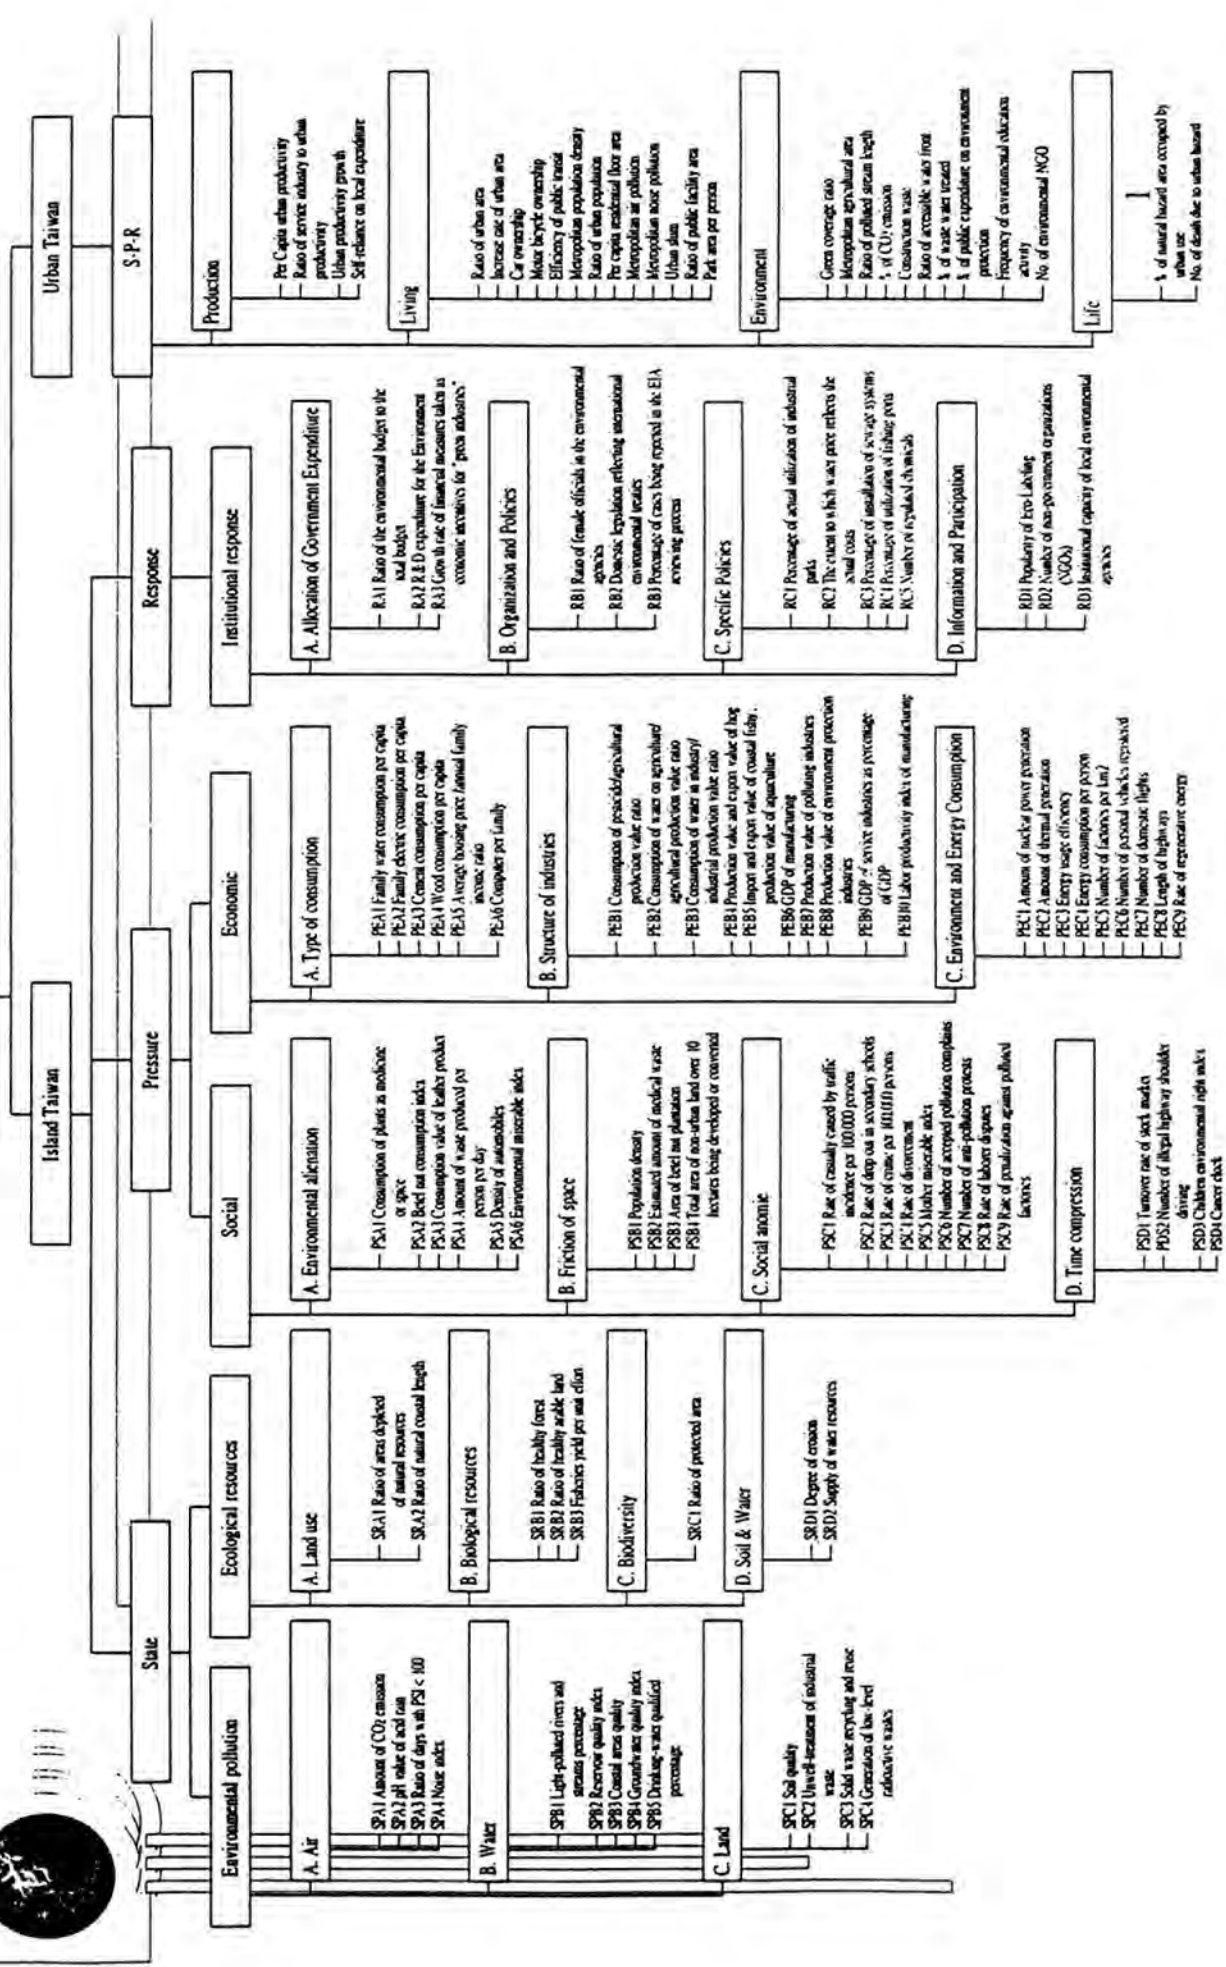 Island Taiwan
Urban Taiwan
State
Pressure
Response
S-P-R
Environmental pollution
A. Air
SPA1 Amount of CO2 emission
SPA2 pH value of acid rain
SPA3 Ratio of days with PSI < 100
SPA4 Noise index
B. Water
SPB1 Light-polluted rivers and
streams percentage
SPB2 Reservoir quality index
SPB3 Coastal areas quality
SPB4 Groundwater quality index
SPB5 Drinking-water qualified
percentage
C. Land
SPC1 Soil quality
SPC2 Unwell-treatment of industrial
waste
SPC3 Solid waste recycling and reuse
SPC4 Generation of low-level
radioactive wastes
Ecological resources
A. Land use
SRA1 Ratio of areas depleted
of natural resources
SRA2 Ratio of natural coastal length
B. Biological resources
SRB1 Ratio of healthy forest
SRB2 Ratio of healthy arable land
SRB3 Fisheries yield per unit effort
C. Biodiversity
SRC1 Ratio of protected area
D. Soil & Water
SRD1 Degree of erosion
SRD2 Supply of water resources
Social
A. Environmental alienation
PSA1 Consumption of plants as medicine
or spice
PSA2 Betel nut consumption index
PSA3 Consumption value of leather product
PSA4 Amount of waste produced per
person per day
PSA5 Density of automobiles
PSA6 Environmental miserable index
B. Friction of space
PSB1 Population density
PSB2 Estimated amount of medical waste
PSB3 Area of betel nut plantation
PSB4 Total area of non-urban land over 10
hectares being developed or converted
C. Social anomie
PSC1 Rate of casualty caused by traffic
incidence per 100,000 persons
PSC2 Rate of drop out in secondary schools
PSC3 Rate of crime per 100,000 persons
PSC4 Rate of divorcement
PSC5 Mother miserable index
PSC6 Number of accepted pollution complaints
PSC7 Number of anti-pollution protests
PSC8 Rate of laborer disputes
PSC9 Rate of penalization against polluted
factories
D. Time compression
PSD1 Turnover rate of stock market
PDS2 Number of illegal highway shoulder
driving
PSD3 Children environmental right index
PSD4 Cancer clock
Economic
A. Type of consumption
PEA1 Family water consumption per capita
PEA2 Family electric consumption per capita
PEA3 Cement consumption per capita
PEA4 Wood consumption per capita
PEA5 Average housing price /annual family
income ratio
PEA6 Computer per family
B. Structure of industries
PEB1 Consumption of pesticide/agricultural
production value ratio
PEB2 Consumption of water on agriculture/
agricultural production value ratio
PEB3 Consumption of water in industry/
industrial production value ratio
PEB4 Production value and export value of hog
PEB5 Import and export value of coastal fishy,
production value of aquaculture
PEB6 GDP of manufacturing
PEB7 Production value of polluting industries
PEB8 Production value of environment protection
industries
PEB9 GDP of service industries as percentage
of GDP
PEB10 Labor productivity index of manufacturing
C. Environment and Energy Consumption
PEC1 Amount of nuclear power generation
PEC2 Amount of thermal generation
PEC3 Energy usage efficiency
PEC4 Energy consumption per person
PEC5 Number of factories per km2
PEC6 Number of personal vehicles registered
PEC7 Number of domestic flights
PEC8 Length of highways
PEC9 Rate of regenerative energy
Institutional response
A. Allocation of Government Expenditure
RA1 Ratio of the environmental budget to the
total budget
RA2 R & D expenditure for the Environment
RA3 Growth rate of financial measures taken as
economic incentives for "green industries"
B. Organization and Policies
RB1 Ratio of female officials in the environmental
agencies
RB2 Domestic legislation reflecting international
environmental treaties
RB3 Percentage of cases being rejected in the EIA
reviewing process
C. Specific Policies
RC1 Percentage of actual utilization of industrial
parks
RC2 The extent to which water price reflects the
actual costs
RC3 Percentage of installation of sewage systems
RC4 Percentage of utilization of fishing ports
RC5 Number of regulated chemicals
D. Information and Participation
RD1 Popularity of Eco-Labeling
RD2 Number of non-government organizations
(NGOs)
RD3 Institutional capacity of local environmental
agencies
Production
Per Capita urban productivity
Ratio of service industry to urban
productivity
Urban productivity growth
Self-reliance on local expenditure
Living
Ratio of urban area
Increase rate of urban area
Car ownership
Motor bicycle ownership
Efficiency of public transit
Metropolitan population density
Ratio of urban population
Per capita residential floor area
Metropolitan air pollution
Metropolitan noise pollution
Urban slum
Ratio of public facility area
Park area per person
Environment
Green coverage ratio
Metropolitan agricultural area
Ratio of polluted stream length
% of CO2 emission
Construction waste
Ratio of accessible water front
% of waste water treated
% of public expenditure on environment
protection
Frequency of environmental education
activity
No. of environmental NGO
Life
% of natural hazard area occupied by
urban use
No. of death due to urban hazard